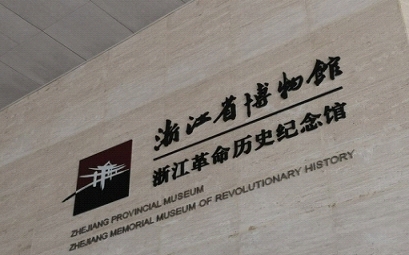 浙江省博物館
浙江革命历史纪念馆
ZHEJIANG PROVINCIAL MUSEUM
ZHEJIANG MEMORIAL MUSEUM OF REVOLUTIONARY HISTORY